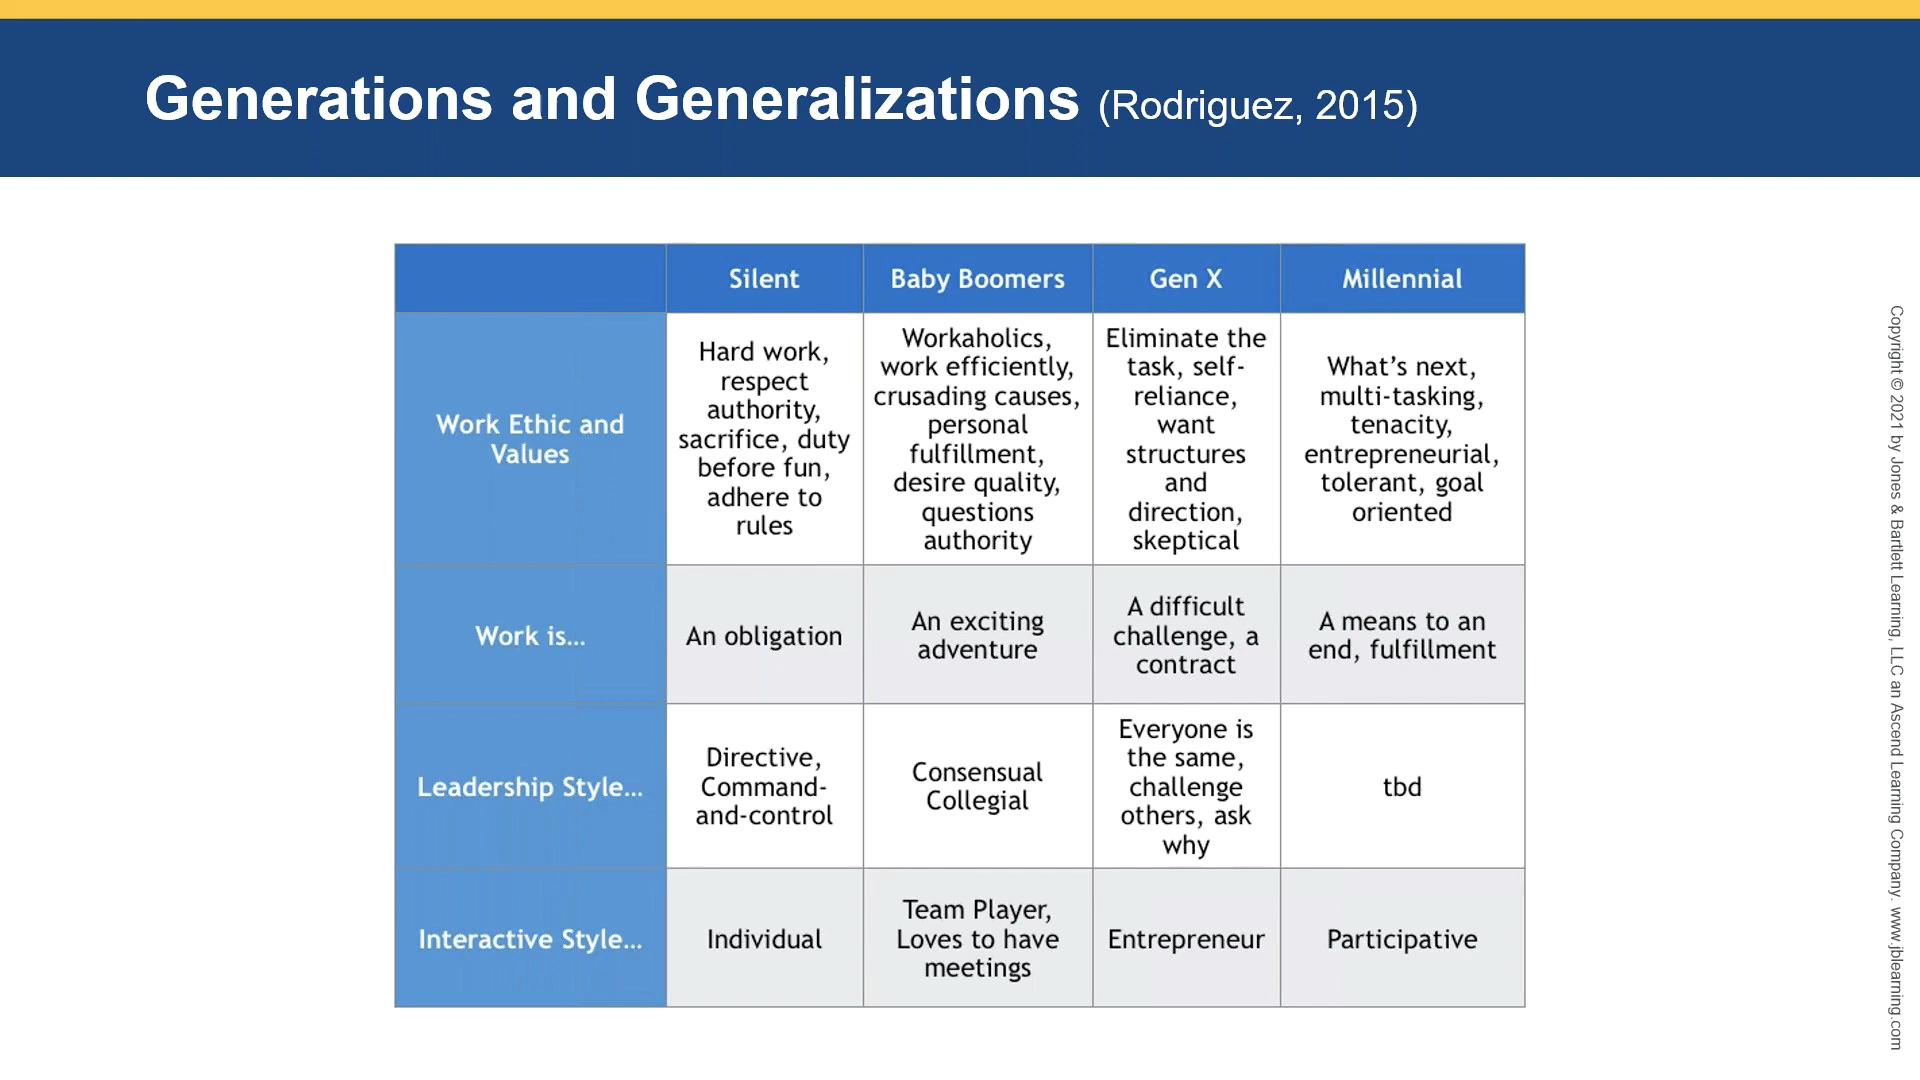 Generations and Generalizations (Rodriguez, 2015)
Silent
Baby Boomers
Gen X
Millennial
Work Ethic and
Values
Hard work,
respect
authority,
sacrifice, duty
before fun,
adhere to
rules
Workaholics,
work efficiently,
crusading causes,
personal
fulfillment,
desire quality,
questions
authority
Eliminate the
task, self-
reliance,
want
structures
and
direction,
skeptical
What’s next,
multi-tasking,
tenacity,
entrepreneurial,
tolerant, goal
oriented
Work is…
An obligation
An exciting
adventure
A difficult
challenge, a
contract
A means to an
end, fulfillment
Leadership Style…
Directive,
Command-
and-control
Consensual
Collegial
Everyone is
the same,
challenge
others, ask
why
tbd
Interactive Style…
Individual
Team Player,
Loves to have
meetings
Entrepreneur
Participative
Copyright © 2021 by Jones & Bartlett Learning, LLC an Ascend Learning Company. www.jblearning.com